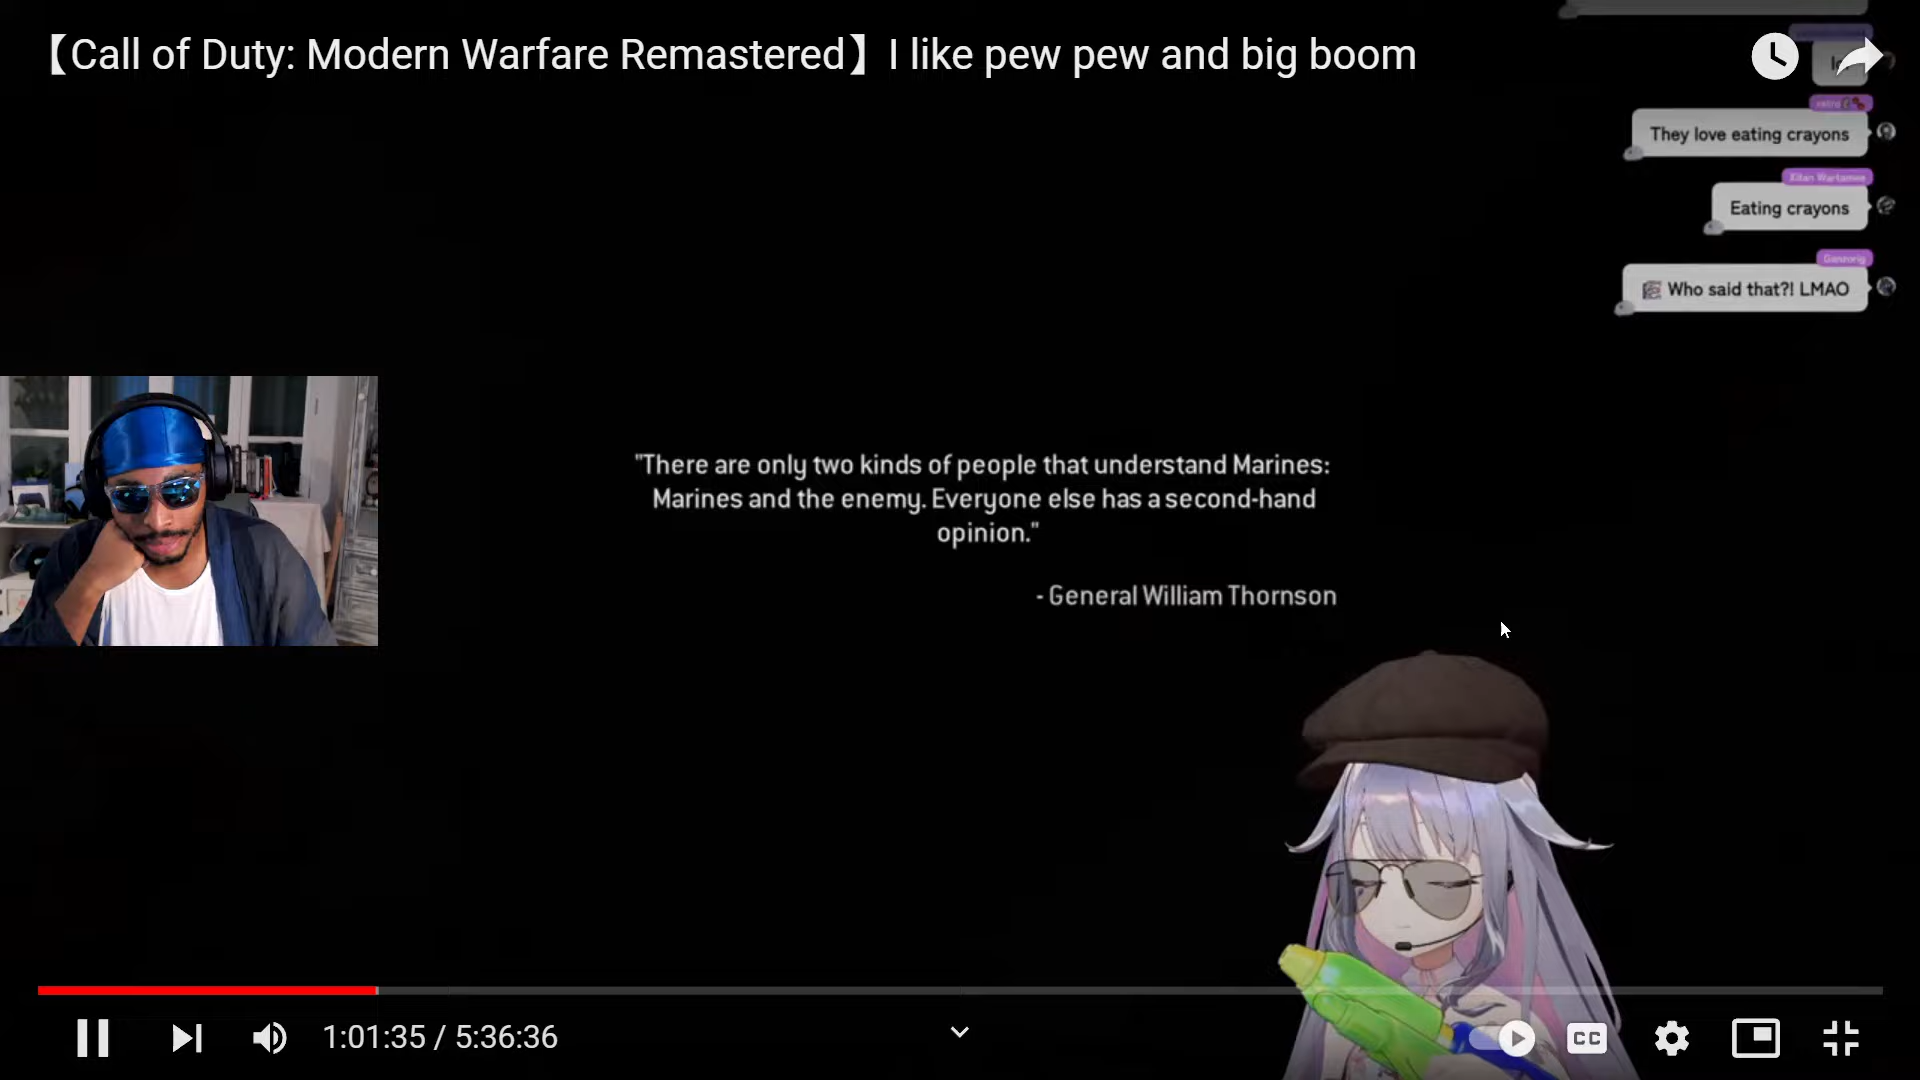 【Call of Duty: Modern Warfare Remastered】I like pew pew and big boom
They love eating crayons
Eating crayons
Ganzorig
Who said that?! LMAO
"There are only two kinds of people that understand Marines:
Marines and the enemy. Everyone else has a second-hand
opinion."
- General William Thornson
1:01:35 / 5:36:36
CC